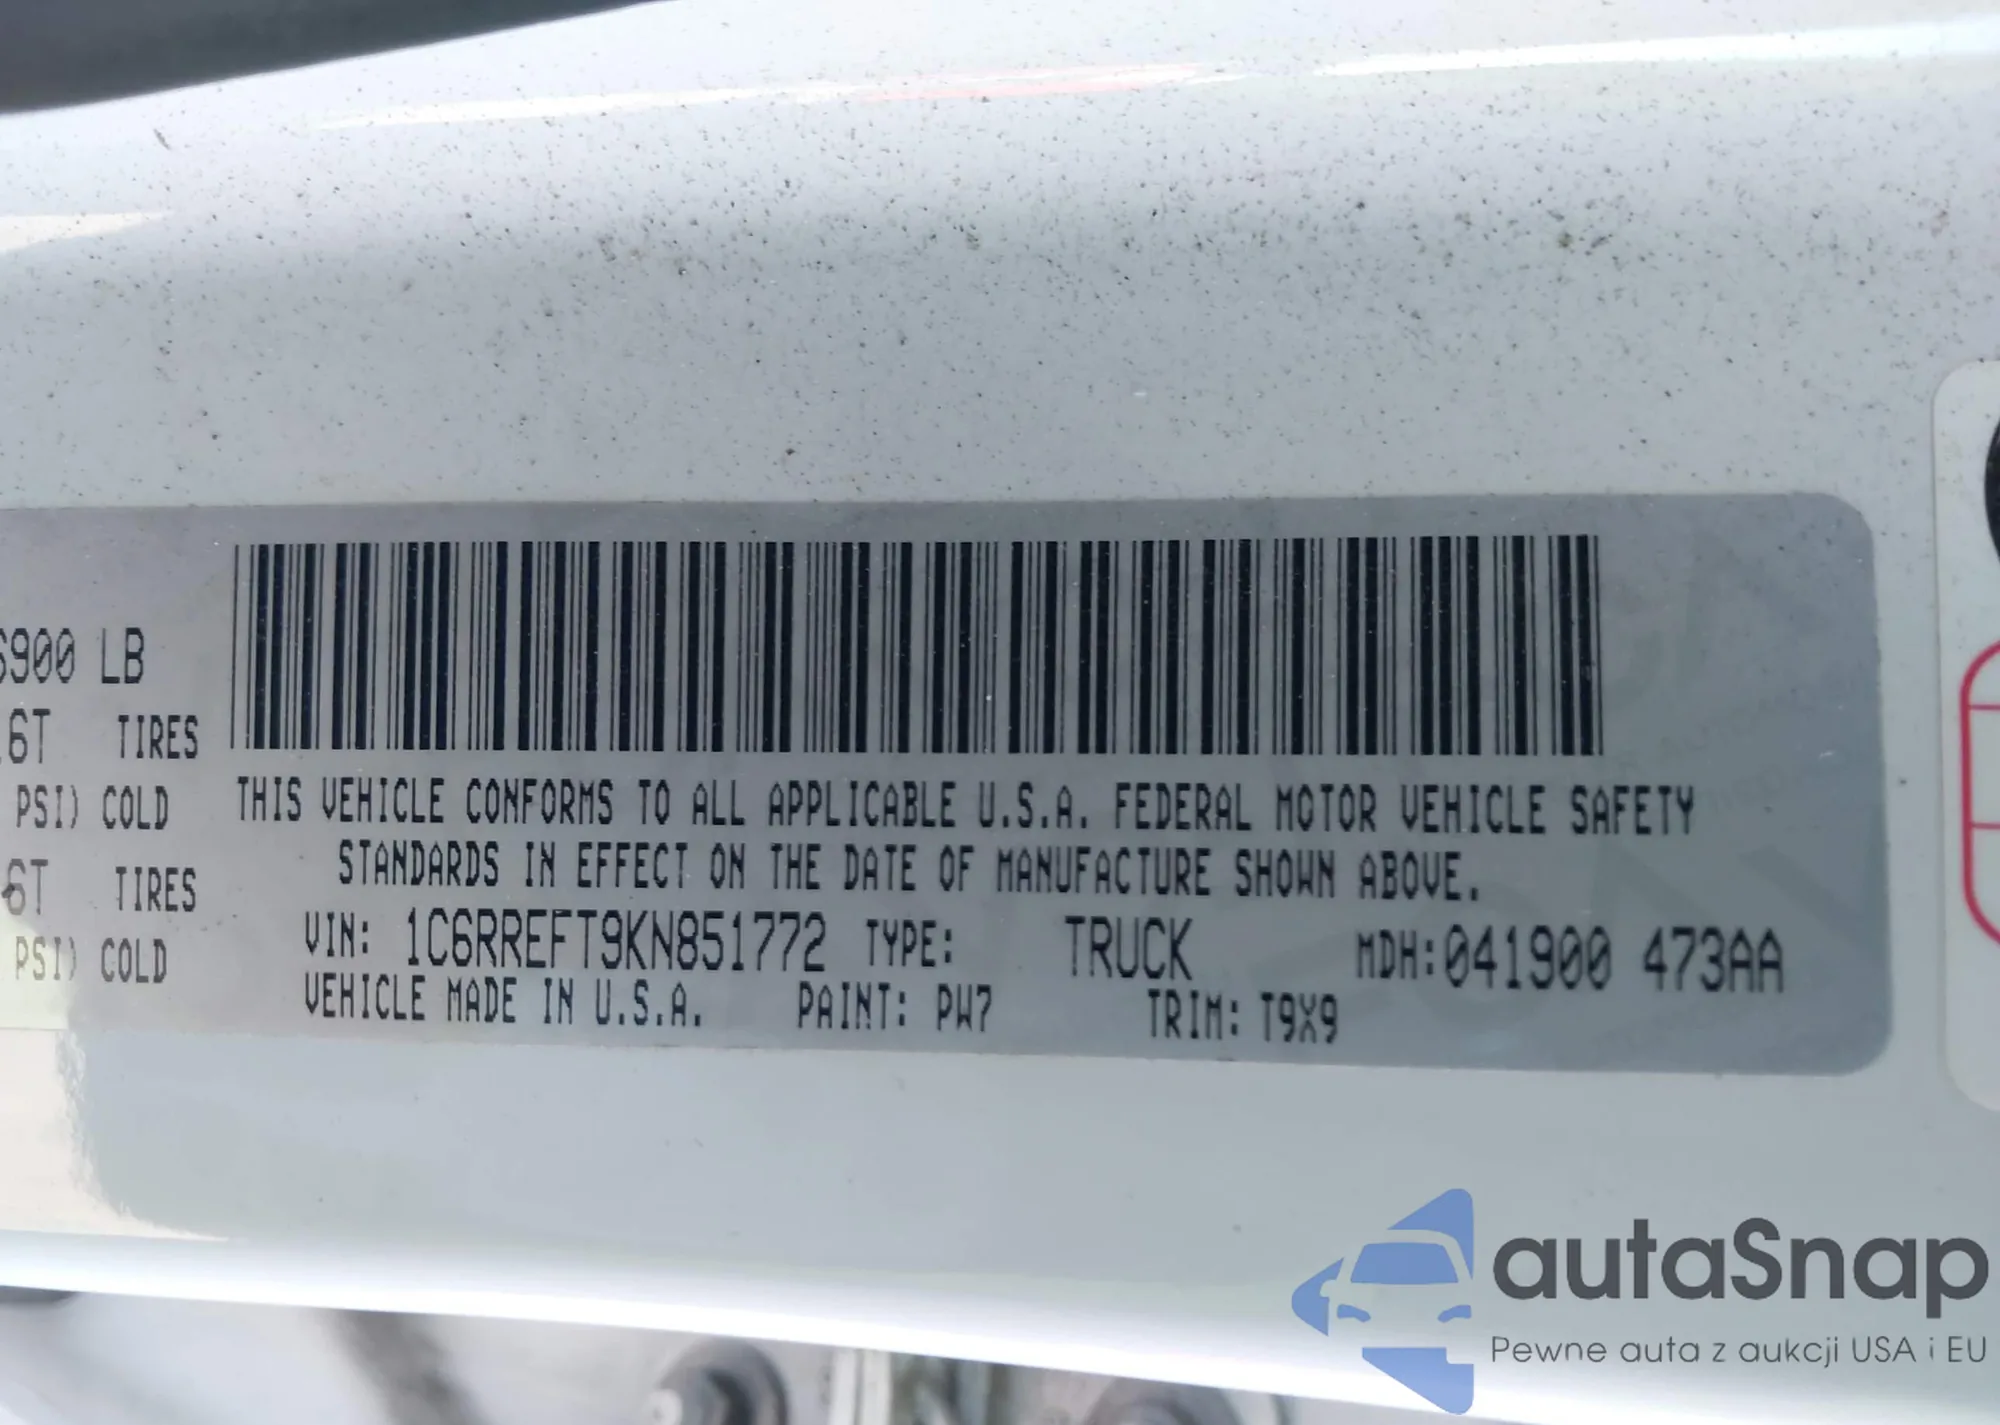 6900 LB
6T TIRES
PSI) COLD
6T TIRES
PSI) COLD
THIS VEHICLE CONFORMS TO ALL APPLICABLE U.S.A. FEDERAL MOTOR VEHICLE SAFETY
STANDARDS IN EFFECT ON THE DATE OF MANUFACTURE SHOWN ABOVE.
VIN: 1C6RREFT9KN851772 TYPE: TRUCK MDH:041900 473AA
VEHICLE MADE IN U.S.A. PAINT: PW7 TRIM: T9X9
autaSnap
Pewne auta z aukcji USA i EU